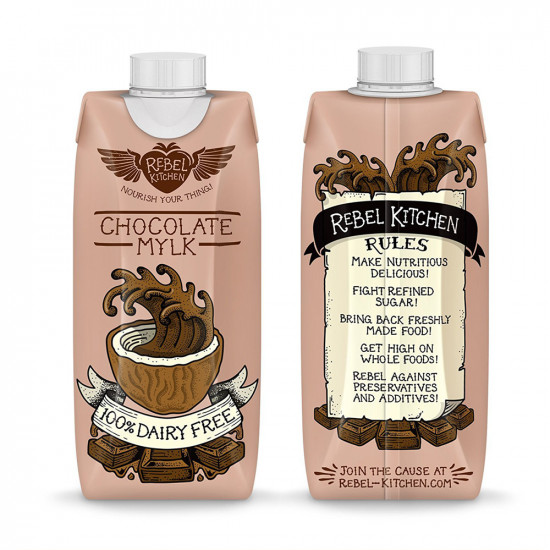 REBEL
KITCHEN
NOURISH YOUR THING!
CHOCOLATE
MYLK
100% DAIRY FREE
REBEL KITCHEN
RULES
MAKE NUTRITIOUS
DELICIOUS!
FIGHT REFINED
SUGAR!
BRING BACK FRESHLY
MADE FOOD!
GET HIGH ON
WHOLE FOODS!
REBEL AGAINST
PRESERVATIVES
AND ADDITIVES!
JOIN THE CAUSE AT
REBEL-KITCHEN.COM